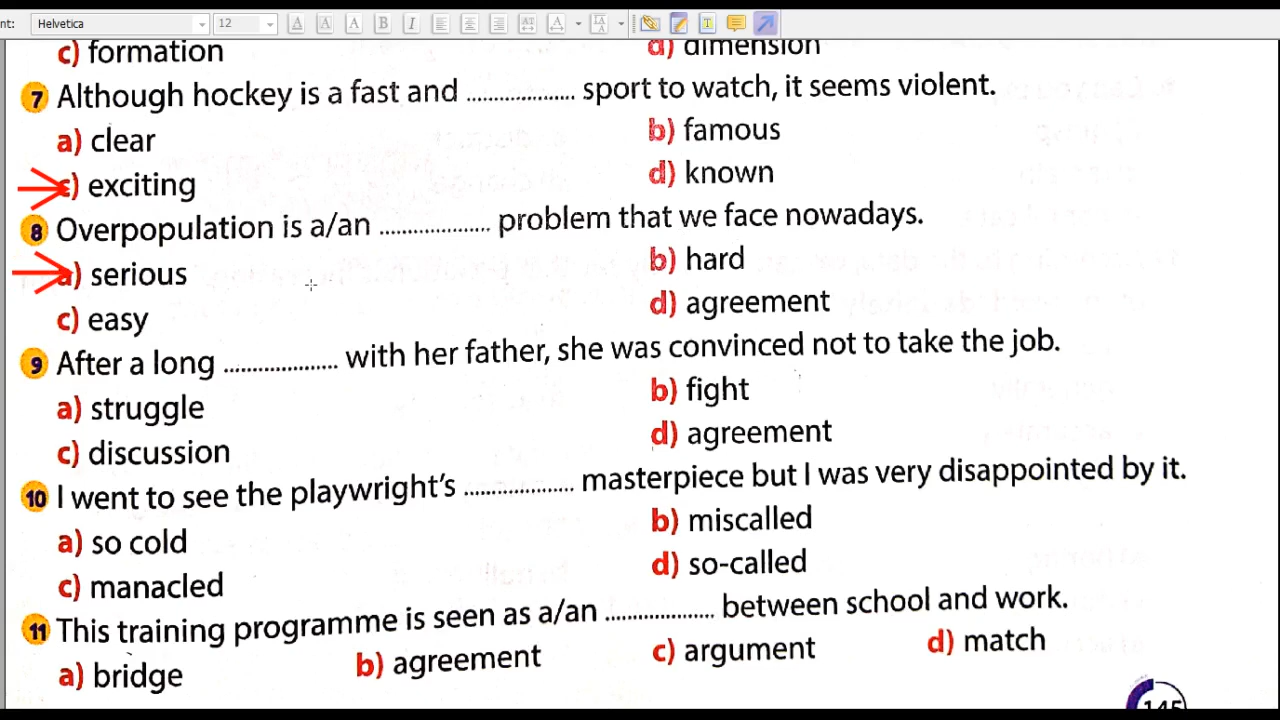 nt: Helvetica 12
c) formation d) dimension
7 Although hockey is a fast and .................... sport to watch, it seems violent.
a) clear b) famous
c) exciting d) known
8 Overpopulation is a/an .................... problem that we face nowadays.
a) serious b) hard
c) easy d) agreement
9 After a long .................... with her father, she was convinced not to take the job.
a) struggle b) fight
c) discussion d) agreement
10 I went to see the playwright's .................... masterpiece but I was very disappointed by it.
a) so cold b) miscalled
c) manacled d) so-called
11 This training programme is seen as a/an .................... between school and work.
a) bridge b) agreement c) argument d) match
145